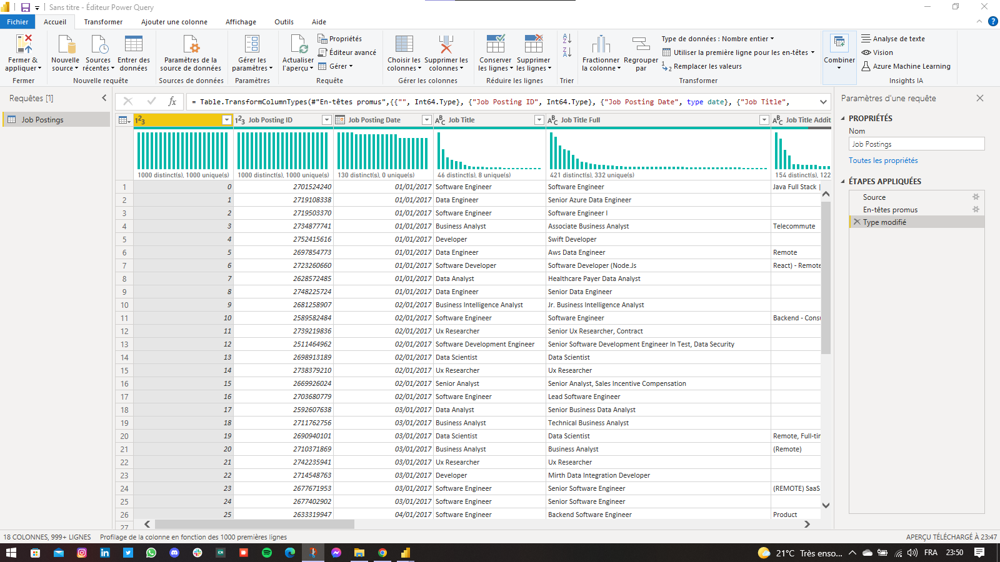 Sans titre - Éditeur Power Query
Fichier Accueil Transformer Ajouter une colonne Affichage Outils Aide
Fermer & appliquer
Nouvelle source
Sources récentes
Entrer des données
Paramètres de la source de données
Gérer les paramètres
Actualiser l'aperçu
Propriétés
Éditeur avancé
Gérer
Choisir les colonnes
Supprimer les colonnes
Conserver les lignes
Supprimer les lignes
Fractionner la colonne
Regrouper par
Type de données : Nombre entier
Utiliser la première ligne pour les en-têtes
Remplacer les valeurs
Combiner
Analyse de texte
Vision
Azure Machine Learning
Fermer Nouvelle requête Sources de données Paramètres Requête Gérer les colonnes Réduire les lignes Trier Transformer Insights IA
Requêtes [1]
Job Postings
fx = Table.TransformColumnTypes(#"En-têtes promus",{{"", Int64.Type}, {"Job Posting ID", Int64.Type}, {"Job Posting Date", type date}, {"Job Title",
123 123 Job Posting ID Job Posting Date ABC Job Title ABC Job Title Full ABC Job Title Addit
1000 distinct(s), 1000 unique(s) 1000 distinct(s), 1000 unique(s) 130 distinct(s), 0 unique(s) 46 distinct(s), 8 unique(s) 421 distinct(s), 332 unique(s) 154 distinct(s), 122
1 0 2701524240 01/01/2017 Software Engineer Software Engineer Java Full Stack |
2 1 2719108338 01/01/2017 Data Engineer Senior Azure Data Engineer
3 2 2719503370 01/01/2017 Software Engineer Software Engineer I
4 3 2734877741 01/01/2017 Business Analyst Associate Business Analyst Telecommute
5 4 2752415616 01/01/2017 Developer Swift Developer
6 5 2697854773 01/01/2017 Data Engineer Aws Data Engineer Remote
7 6 2723260660 01/01/2017 Software Developer Software Developer (Node.Js React) - Remote
8 7 2628572485 01/01/2017 Data Analyst Healthcare Payer Data Analyst
9 8 2748225724 01/01/2017 Data Engineer Senior Data Engineer
10 9 2681258907 02/01/2017 Business Intelligence Analyst Jr. Business Intelligence Analyst
11 10 2589582484 02/01/2017 Software Engineer Software Engineer Backend - Consu
12 11 2739219836 02/01/2017 Ux Researcher Senior Ux Researcher, Contract
13 12 2511464962 02/01/2017 Software Development Engineer Senior Software Development Engineer In Test, Data Security
14 13 2698913189 02/01/2017 Data Scientist Data Scientist
15 14 2738379210 02/01/2017 Ux Researcher Ux Researcher
16 15 2669926024 02/01/2017 Senior Analyst Senior Analyst, Sales Incentive Compensation
17 16 2703680779 02/01/2017 Software Engineer Lead Software Engineer
18 17 2592607638 03/01/2017 Data Analyst Senior Business Data Analyst
19 18 2711762756 03/01/2017 Business Analyst Technical Business Analyst
20 19 2690940101 03/01/2017 Data Scientist Data Scientist Remote, Full-tir
21 20 2710371869 03/01/2017 Business Analyst Business Analyst (Remote)
22 21 2742235941 03/01/2017 Ux Researcher Ux Researcher
23 22 2714548763 03/01/2017 Developer Mirth Data Integration Developer
24 23 2677671953 03/01/2017 Software Engineer Senior Software Engineer (REMOTE) SaaS
25 24 2677402902 03/01/2017 Software Engineer Senior Software Engineer
26 25 2633319947 04/01/2017 Software Engineer Backend Software Engineer Product
27
Paramètres d'une requête
PROPRIÉTÉS
Nom
Job Postings
Toutes les propriétés
ÉTAPES APPLIQUÉES
Source
En-têtes promus
Type modifié
18 COLONNES, 999+ LIGNES Profilage de la colonne en fonction des 1000 premières lignes APERÇU TÉLÉCHARGÉ À 23:47
21°C Très enso... FRA 23:50